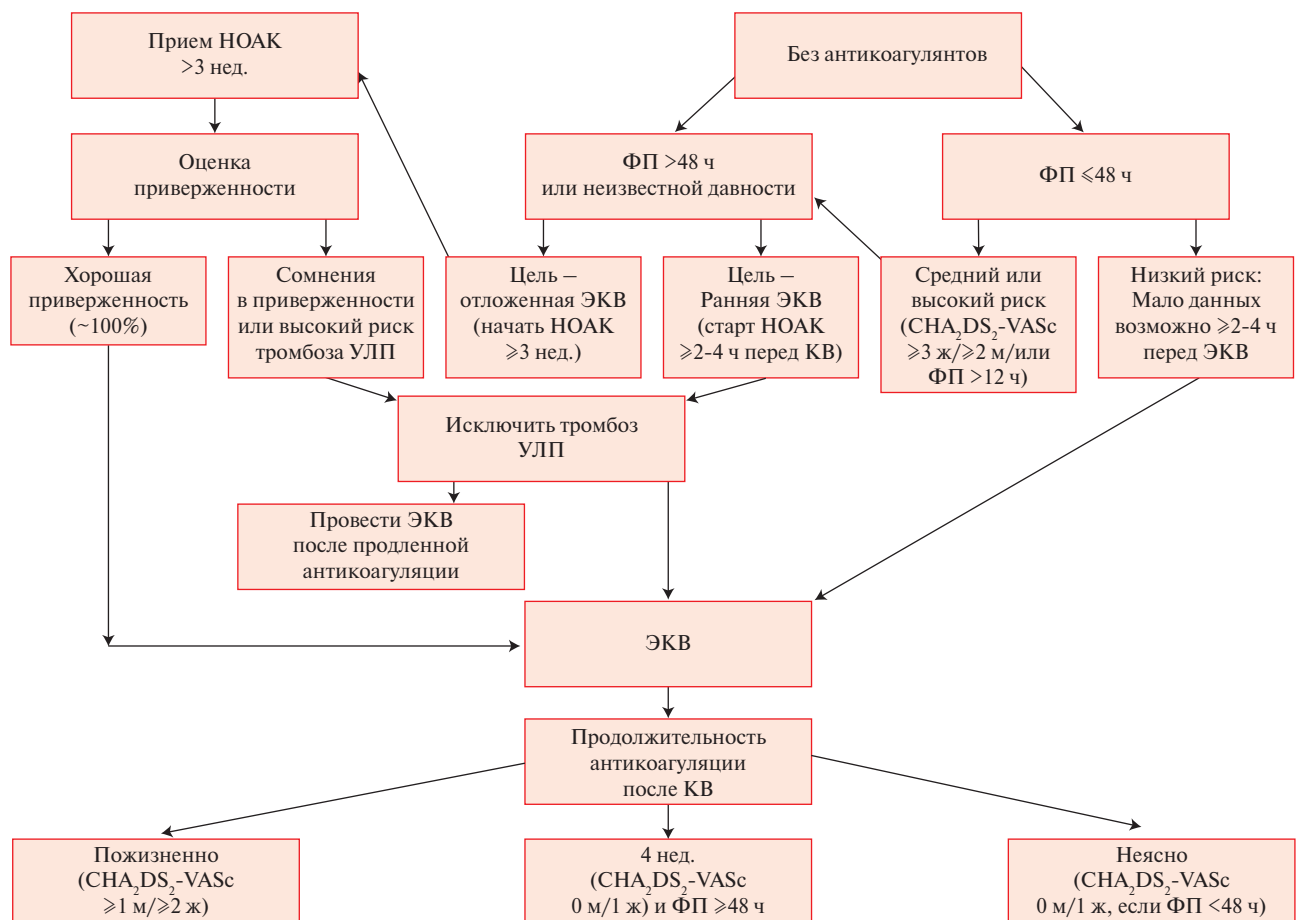 Прием НОАК
>3 нед.
Без антикоагулянтов
Оценка
приверженности
ФП >48 ч
или неизвестной давности
ФП ⩽48 ч
Хорошая
приверженность
(~100%)
Сомнения
в приверженности
или высокий риск
тромбоза УЛП
Цель –
отложенная ЭКВ
(начать НОАК
⩾3 нед.)
Цель –
Ранняя ЭКВ
(старт НОАК
⩾2-4 ч перед КВ)
Средний или
высокий риск
(CHA₂DS₂-VASc
⩾3 ж/⩾2 м/или
ФП >12 ч)
Низкий риск:
Мало данных
возможно ⩾2-4 ч
перед ЭКВ
Исключить тромбоз
УЛП
Провести ЭКВ
после продленной
антикоагуляции
ЭКВ
Продолжительность
антикоагуляции
после КВ
Пожизненно
(CHA₂DS₂-VASc
⩾1 м/⩾2 ж)
4 нед.
(CHA₂DS₂-VASc
0 м/1 ж) и ФП ⩾48 ч
Неясно
(CHA₂DS₂-VASc
0 м/1 ж, если ФП <48 ч)